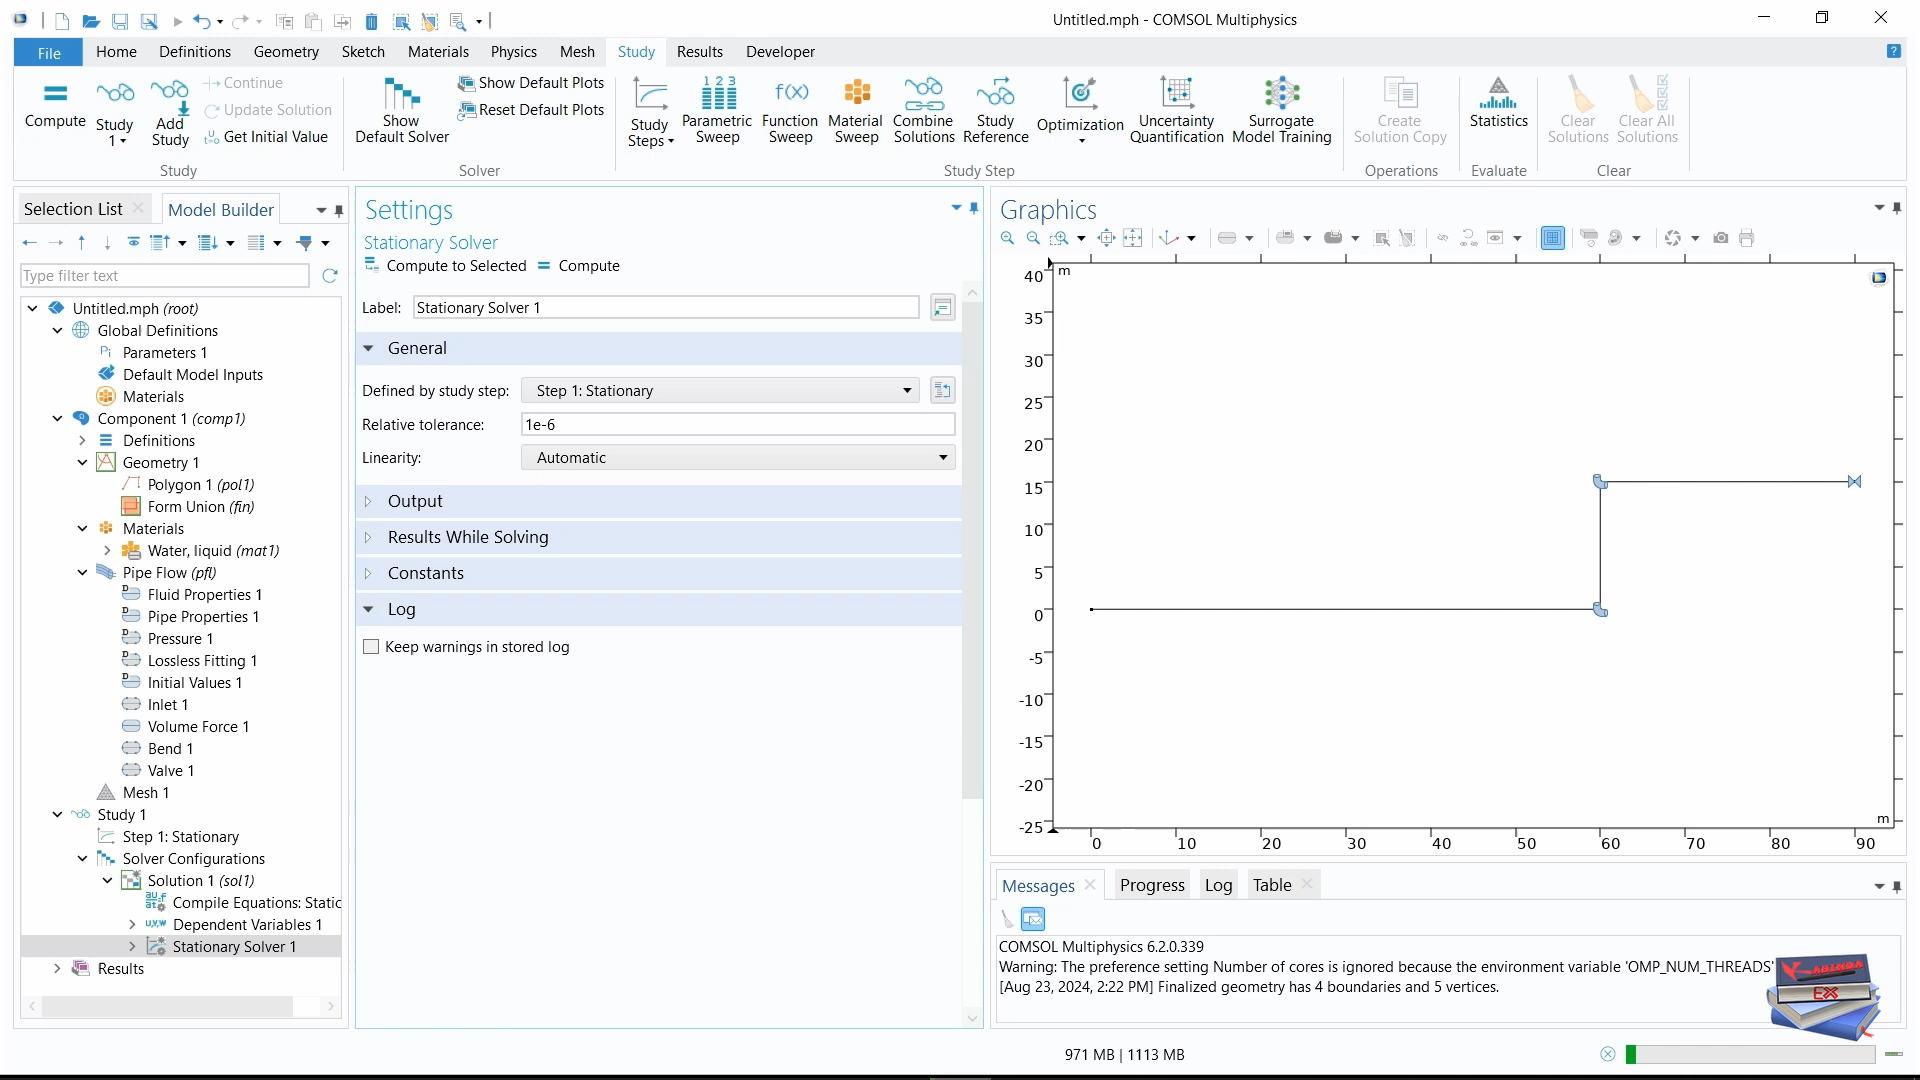 Untitled.mph - COMSOL Multiphysics
File Home Definitions Geometry Sketch Materials Physics Mesh Study Results Developer
Compute
Study 1
Add Study
Continue
Update Solution
Get Initial Value
Study
Show Default Solver
Show Default Plots
Reset Default Plots
Solver
Study Steps
1 2 3
Parametric Sweep
f(x)
Function Sweep
Material Sweep
Combine Solutions
Study Reference
Optimization
Uncertainty Quantification
Surrogate Model Training
Study Step
Create Solution Copy
Operations
Statistics
Evaluate
Clear Solutions
Clear All Solutions
Clear
Selection List
Model Builder
Type filter text
Untitled.mph (root)
Global Definitions
Pi Parameters 1
Default Model Inputs
Materials
Component 1 (comp1)
Definitions
Geometry 1
Polygon 1 (pol1)
Form Union (fin)
Materials
Water, liquid (mat1)
Pipe Flow (pfl)
Fluid Properties 1
Pipe Properties 1
Pressure 1
Lossless Fitting 1
Initial Values 1
Inlet 1
Volume Force 1
Bend 1
Valve 1
Mesh 1
Study 1
Step 1: Stationary
Solver Configurations
Solution 1 (sol1)
Compile Equations: Static
Dependent Variables 1
Stationary Solver 1
Results
Settings
Stationary Solver
Compute to Selected = Compute
Label: Stationary Solver 1
General
Defined by study step: Step 1: Stationary
Relative tolerance: 1e-6
Linearity: Automatic
Output
Results While Solving
Constants
Log
Keep warnings in stored log
Graphics
m
40
35
30
25
20
15
10
5
0
-5
-10
-15
-20
-25
m
0 10 20 30 40 50 60 70 80 90
Messages Progress Log Table
COMSOL Multiphysics 6.2.0.339
Warning: The preference setting Number of cores is ignored because the environment variable 'OMP_NUM_THREADS'
[Aug 23, 2024, 2:22 PM] Finalized geometry has 4 boundaries and 5 vertices.
EX
971 MB | 1113 MB